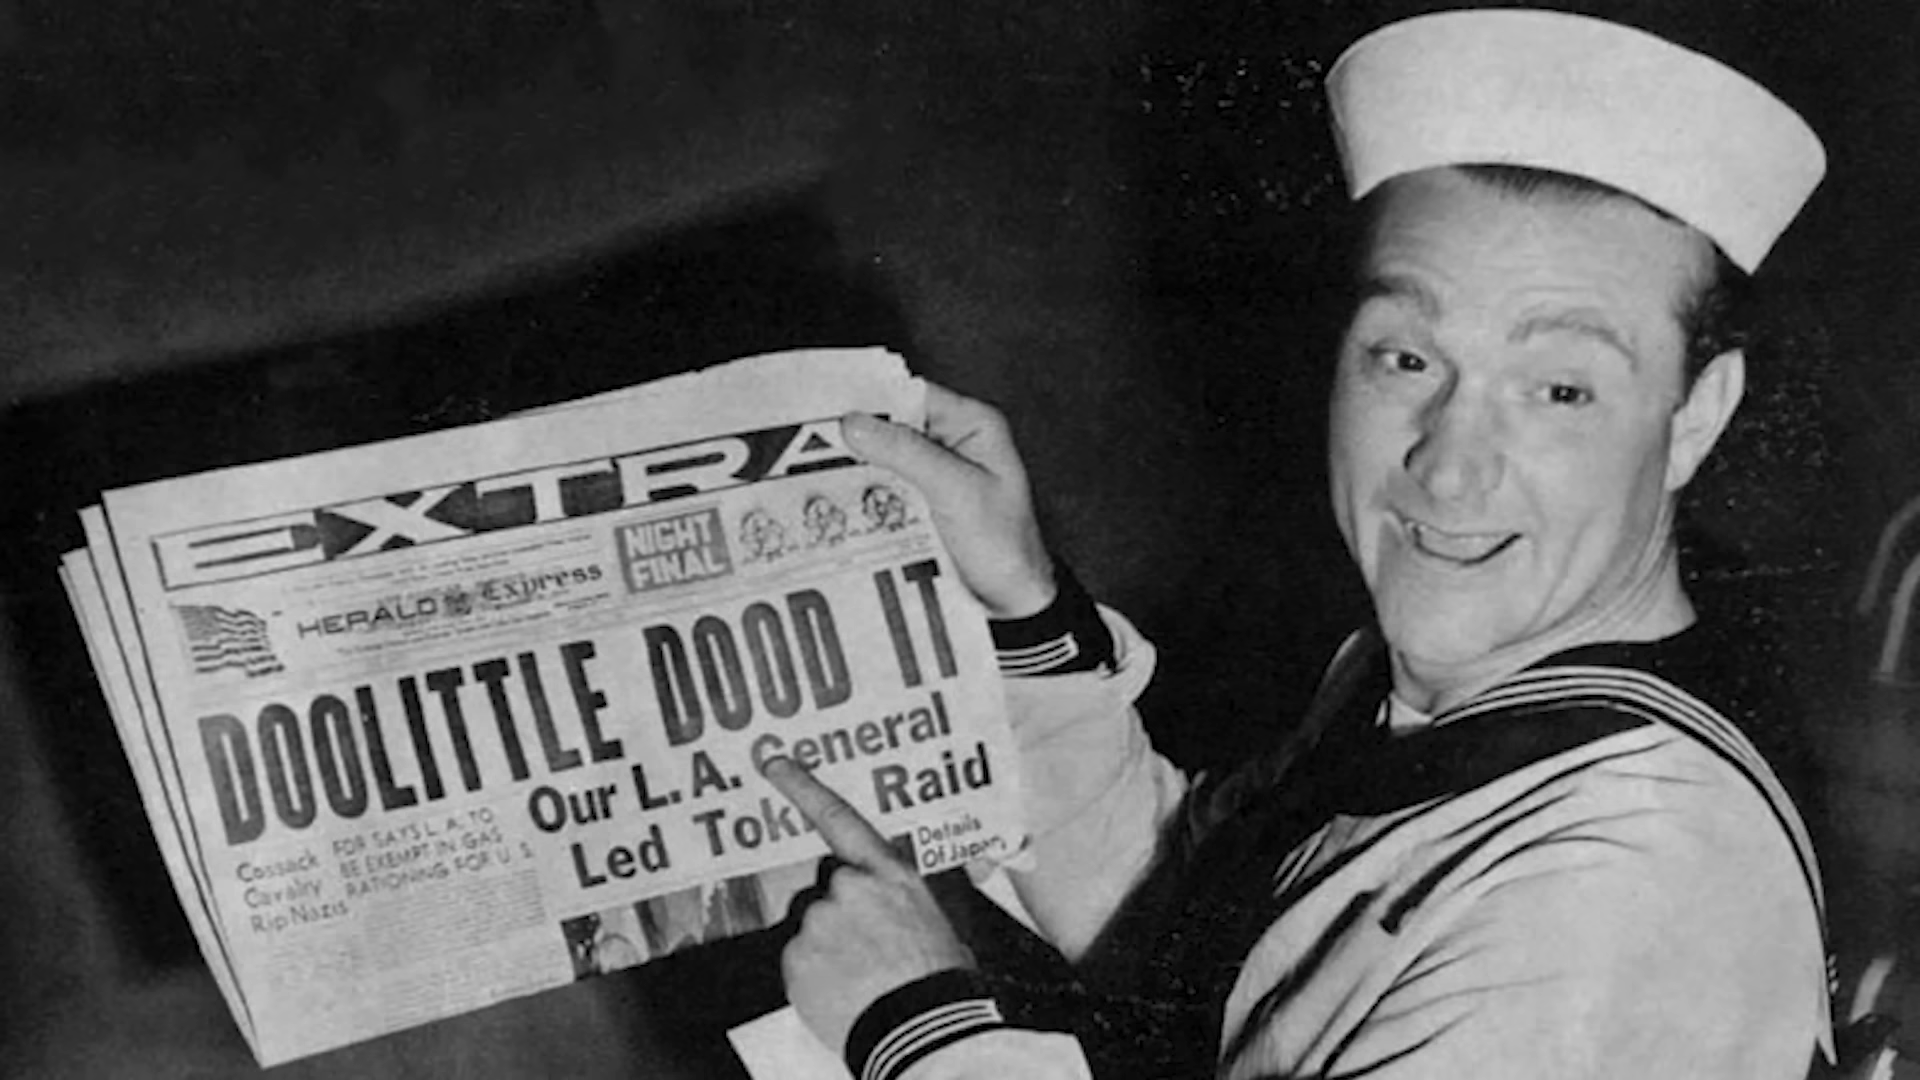 EXTRA
HERALD Express
NIGHT
FINAL
DOOLITTLE DOOD IT
Our L.A. General
Led Raid
Cossack
Cavalry
Rip Nazis
FDR SAYS L. A. TO
BE EXEMPT IN GAS
RATIONING FOR U. S.
Details
Of Japan